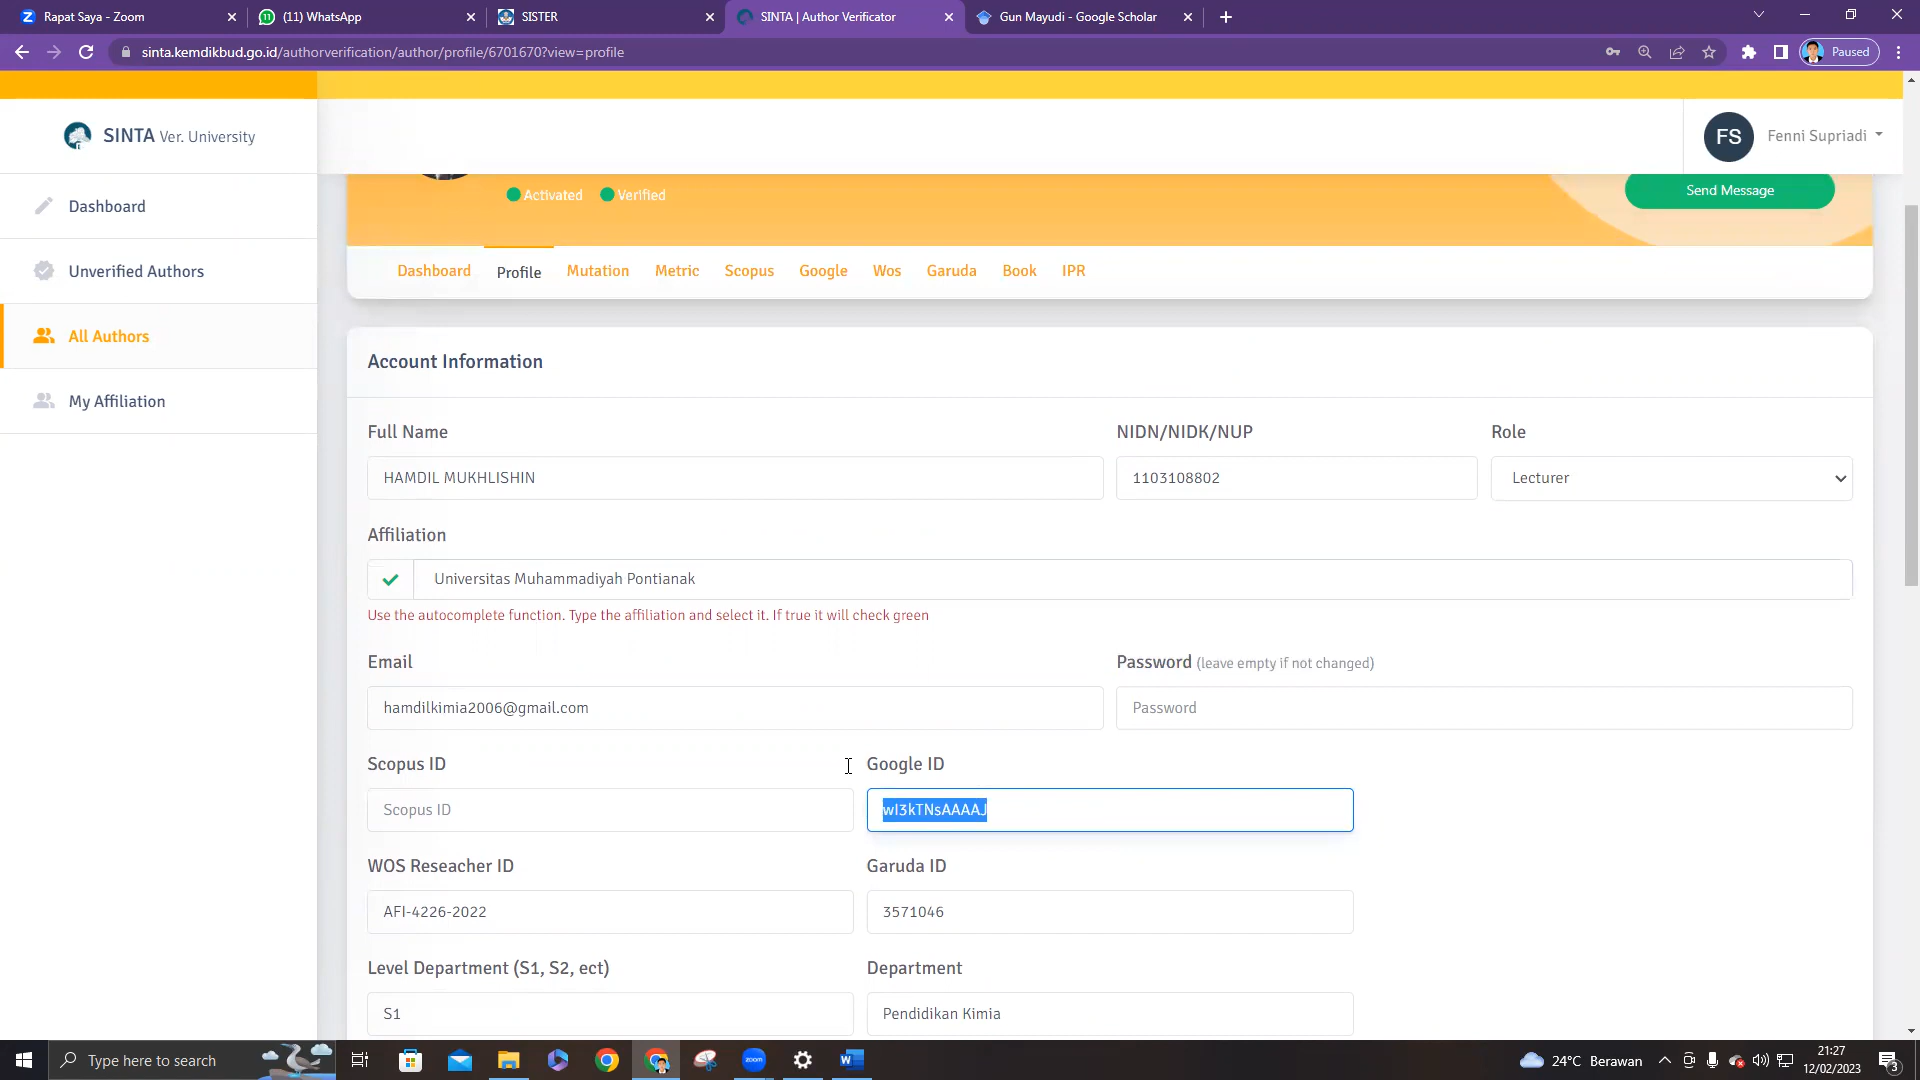 Rapat Saya - Zoom
(11) WhatsApp
SISTER
SINTA | Author Verificator
Gun Mayudi - Google Scholar
sinta.kemdikbud.go.id/authorverification/author/profile/6701670?view=profile
Paused
SINTA Ver. University
FS
Fenni Supriadi
Dashboard
Unverified Authors
All Authors
My Affiliation
Activated
Verified
Send Message
Dashboard
Profile
Mutation
Metric
Scopus
Google
Wos
Garuda
Book
IPR
Account Information
Full Name
NIDN/NIDK/NUP
Role
HAMDIL MUKHLISHIN
1103108802
Lecturer
Affiliation
Universitas Muhammadiyah Pontianak
Use the autocomplete function. Type the affiliation and select it. If true it will check green
Email
Password (leave empty if not changed)
hamdilkimia2006@gmail.com
Password
Scopus ID
Google ID
Scopus ID
wI3kTNsAAAAJ
WOS Reseacher ID
Garuda ID
AFI-4226-2022
3571046
Level Department (S1, S2, ect)
Department
S1
Pendidikan Kimia
Type here to search
24°C Berawan
21:27
12/02/2023
3